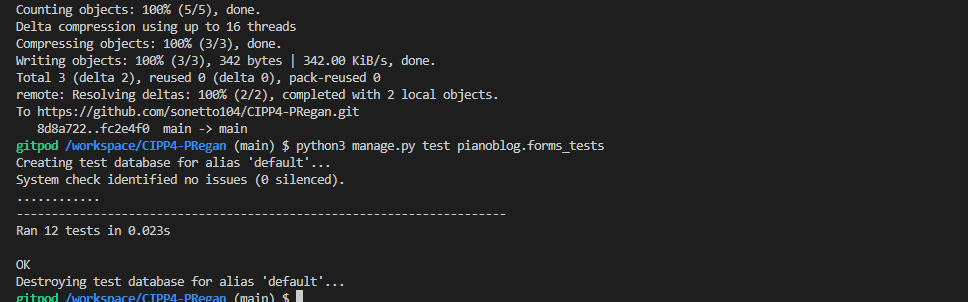 Counting objects: 100% (5/5), done.
Delta compression using up to 16 threads
Compressing objects: 100% (3/3), done.
Writing objects: 100% (3/3), 342 bytes | 342.00 KiB/s, done.
Total 3 (delta 2), reused 0 (delta 0), pack-reused 0
remote: Resolving deltas: 100% (2/2), completed with 2 local objects.
To https://github.com/sonetto104/CIPP4-PRegan.git
   8d8a722..fc2e4f0  main -> main
gitpod /workspace/CIPP4-PRegan (main) $ python3 manage.py test pianoblog.forms_tests
Creating test database for alias 'default'...
System check identified no issues (0 silenced).
............
----------------------------------------------------------------------
Ran 12 tests in 0.023s
OK
Destroying test database for alias 'default'...
gitpod /workspace/CIPP4-PRegan (main) $